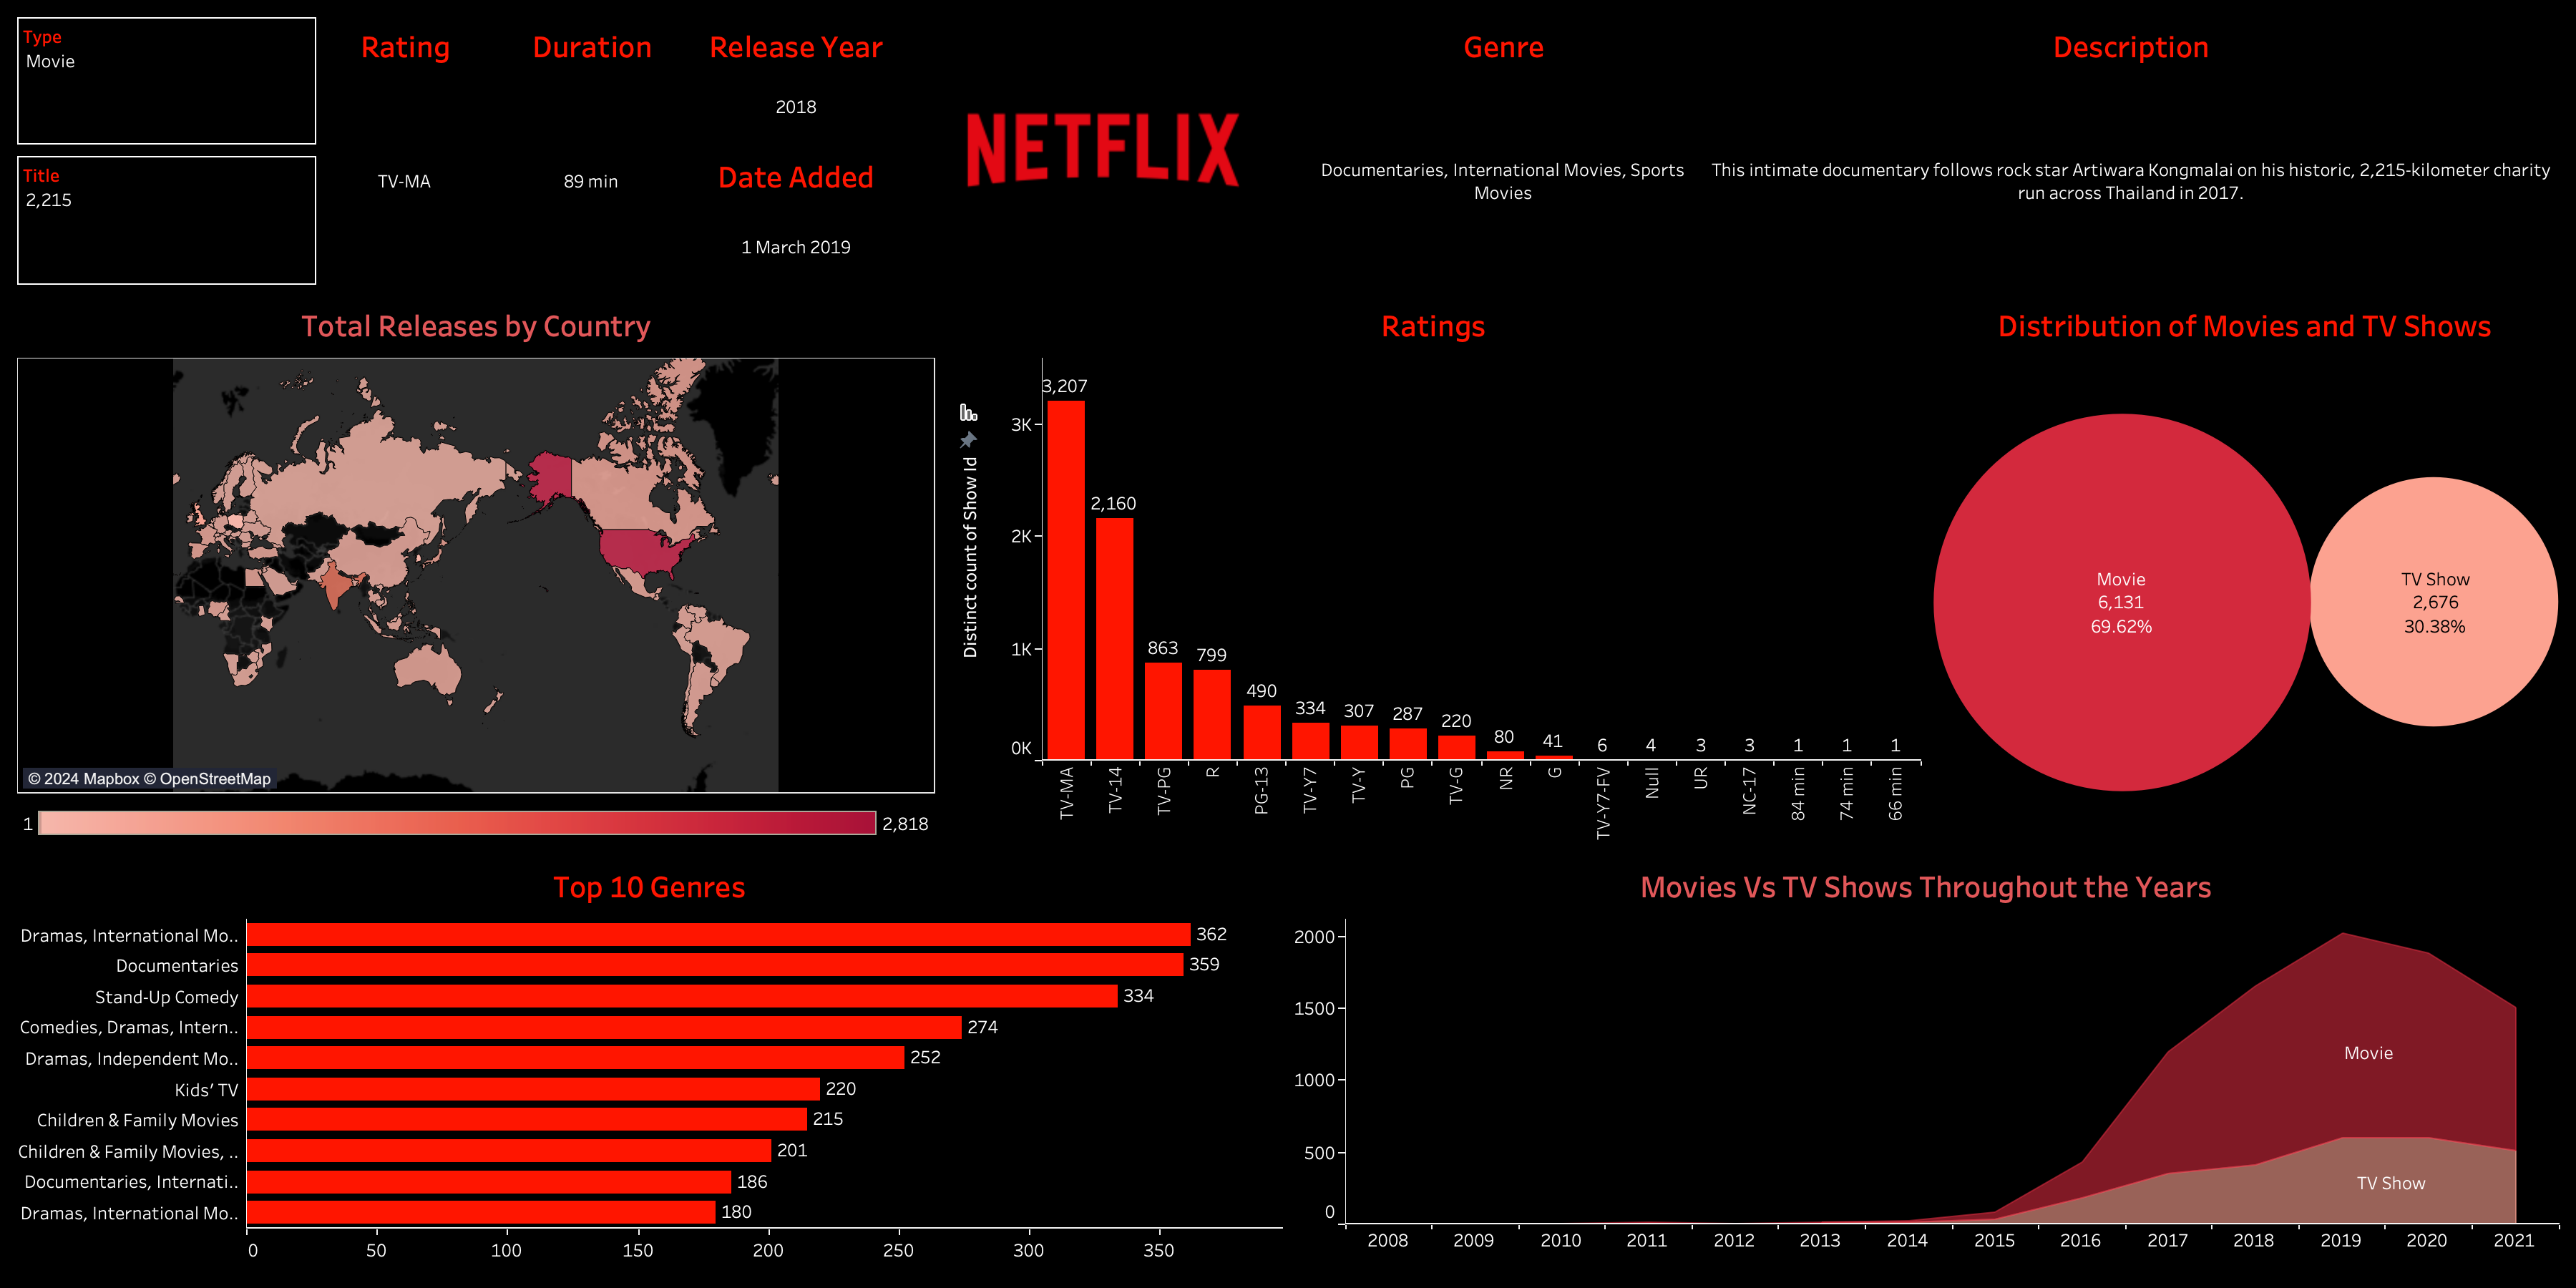 Type
Movie
Title
2,215
Rating
TV-MA
Duration
89 min
Release Year
2018
Date Added
1 March 2019
NETFLIX
Genre
Documentaries, International Movies, Sports
Movies
Description
This intimate documentary follows rock star Artiwara Kongmalai on his historic, 2,215-kilometer charity
run across Thailand in 2017.
Total Releases by Country
© 2024 Mapbox © OpenStreetMap
1
2,818
Ratings
Distinct count of Show Id
3K
2K
1K
0K
3,207
2,160
863
799
490
334
307
287
220
80
41
6
4
3
3
1
1
1
TV-MA
TV-14
TV-PG
R
PG-13
TV-Y7
TV-Y
PG
TV-G
NR
G
TV-Y7-FV
Null
UR
NC-17
84 min
74 min
66 min
Distribution of Movies and TV Shows
Movie
6,131
69.62%
TV Show
2,676
30.38%
Top 10 Genres
Dramas, International Mo.. 362
Documentaries 359
Stand-Up Comedy 334
Comedies, Dramas, Intern.. 274
Dramas, Independent Mo.. 252
Kids’ TV 220
Children & Family Movies 215
Children & Family Movies, .. 201
Documentaries, Internati.. 186
Dramas, International Mo.. 180
0 50 100 150 200 250 300 350
Movies Vs TV Shows Throughout the Years
2000
1500
1000
500
0
Movie
TV Show
2008 2009 2010 2011 2012 2013 2014 2015 2016 2017 2018 2019 2020 2021